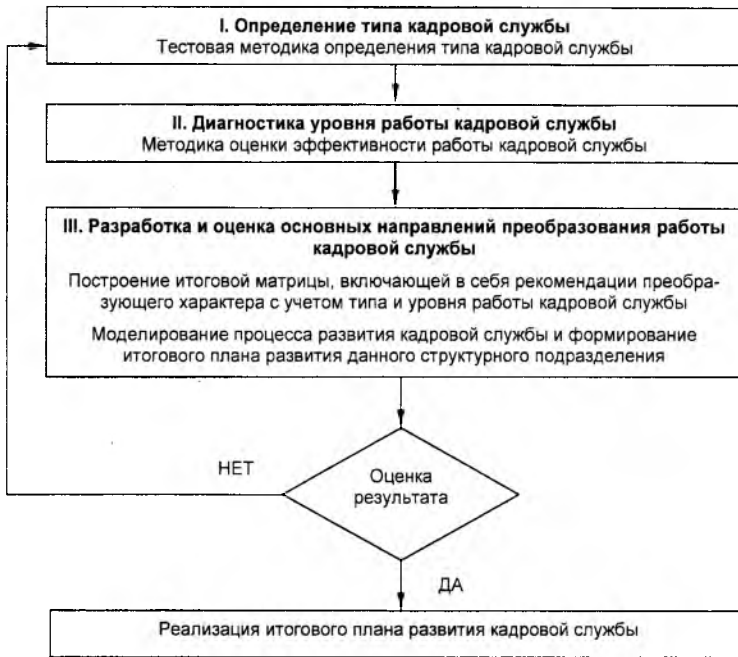 I. Определение типа кадровой службы
Тестовая методика определения типа кадровой службы
II. Диагностика уровня работы кадровой службы
Методика оценки эффективности работы кадровой службы
III. Разработка и оценка основных направлений преобразования работы
кадровой службы
Построение итоговой матрицы, включающей в себя рекомендации преобра-
зующего характера с учетом типа и уровня работы кадровой службы
Моделирование процесса развития кадровой службы и формирование
итогового плана развития данного структурного подразделения
НЕТ
Оценка
результата
ДА
Реализация итогового плана развития кадровой службы